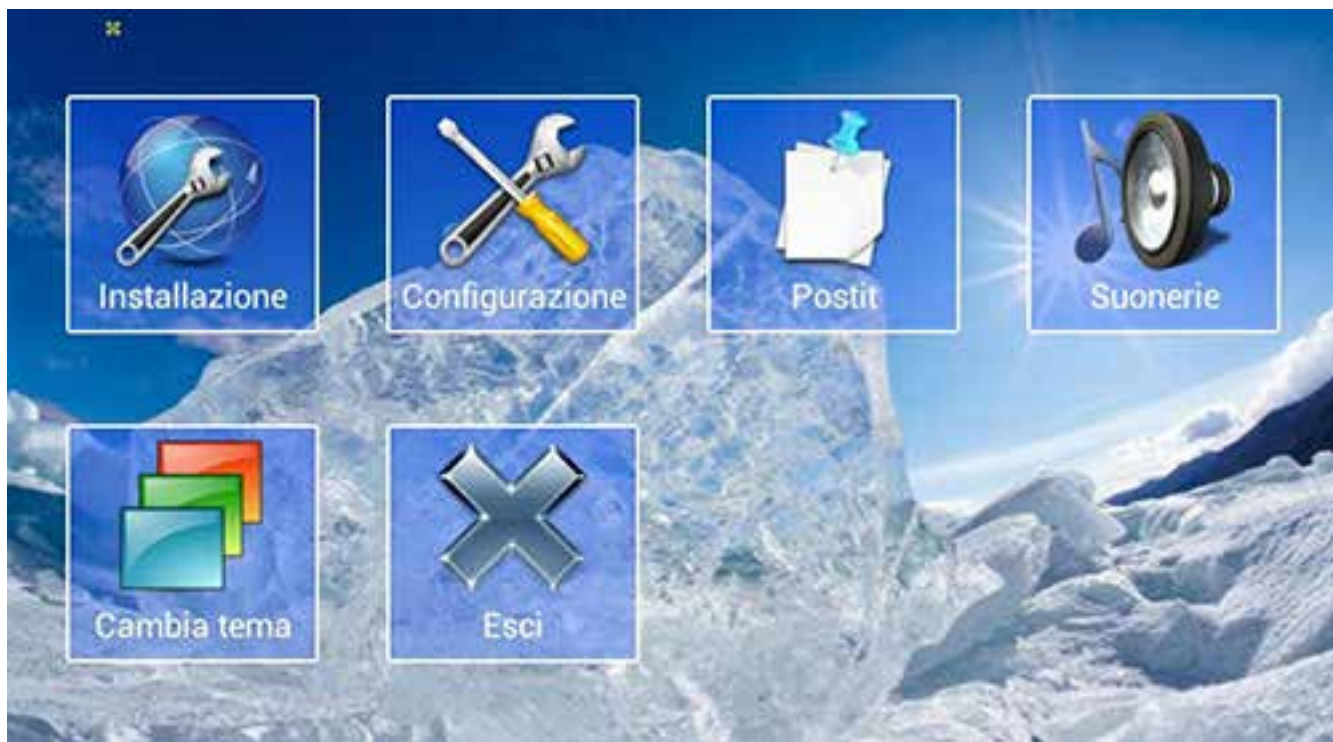 Installazione
Configurazione
Postit
Suonerie
Cambia tema
Esci